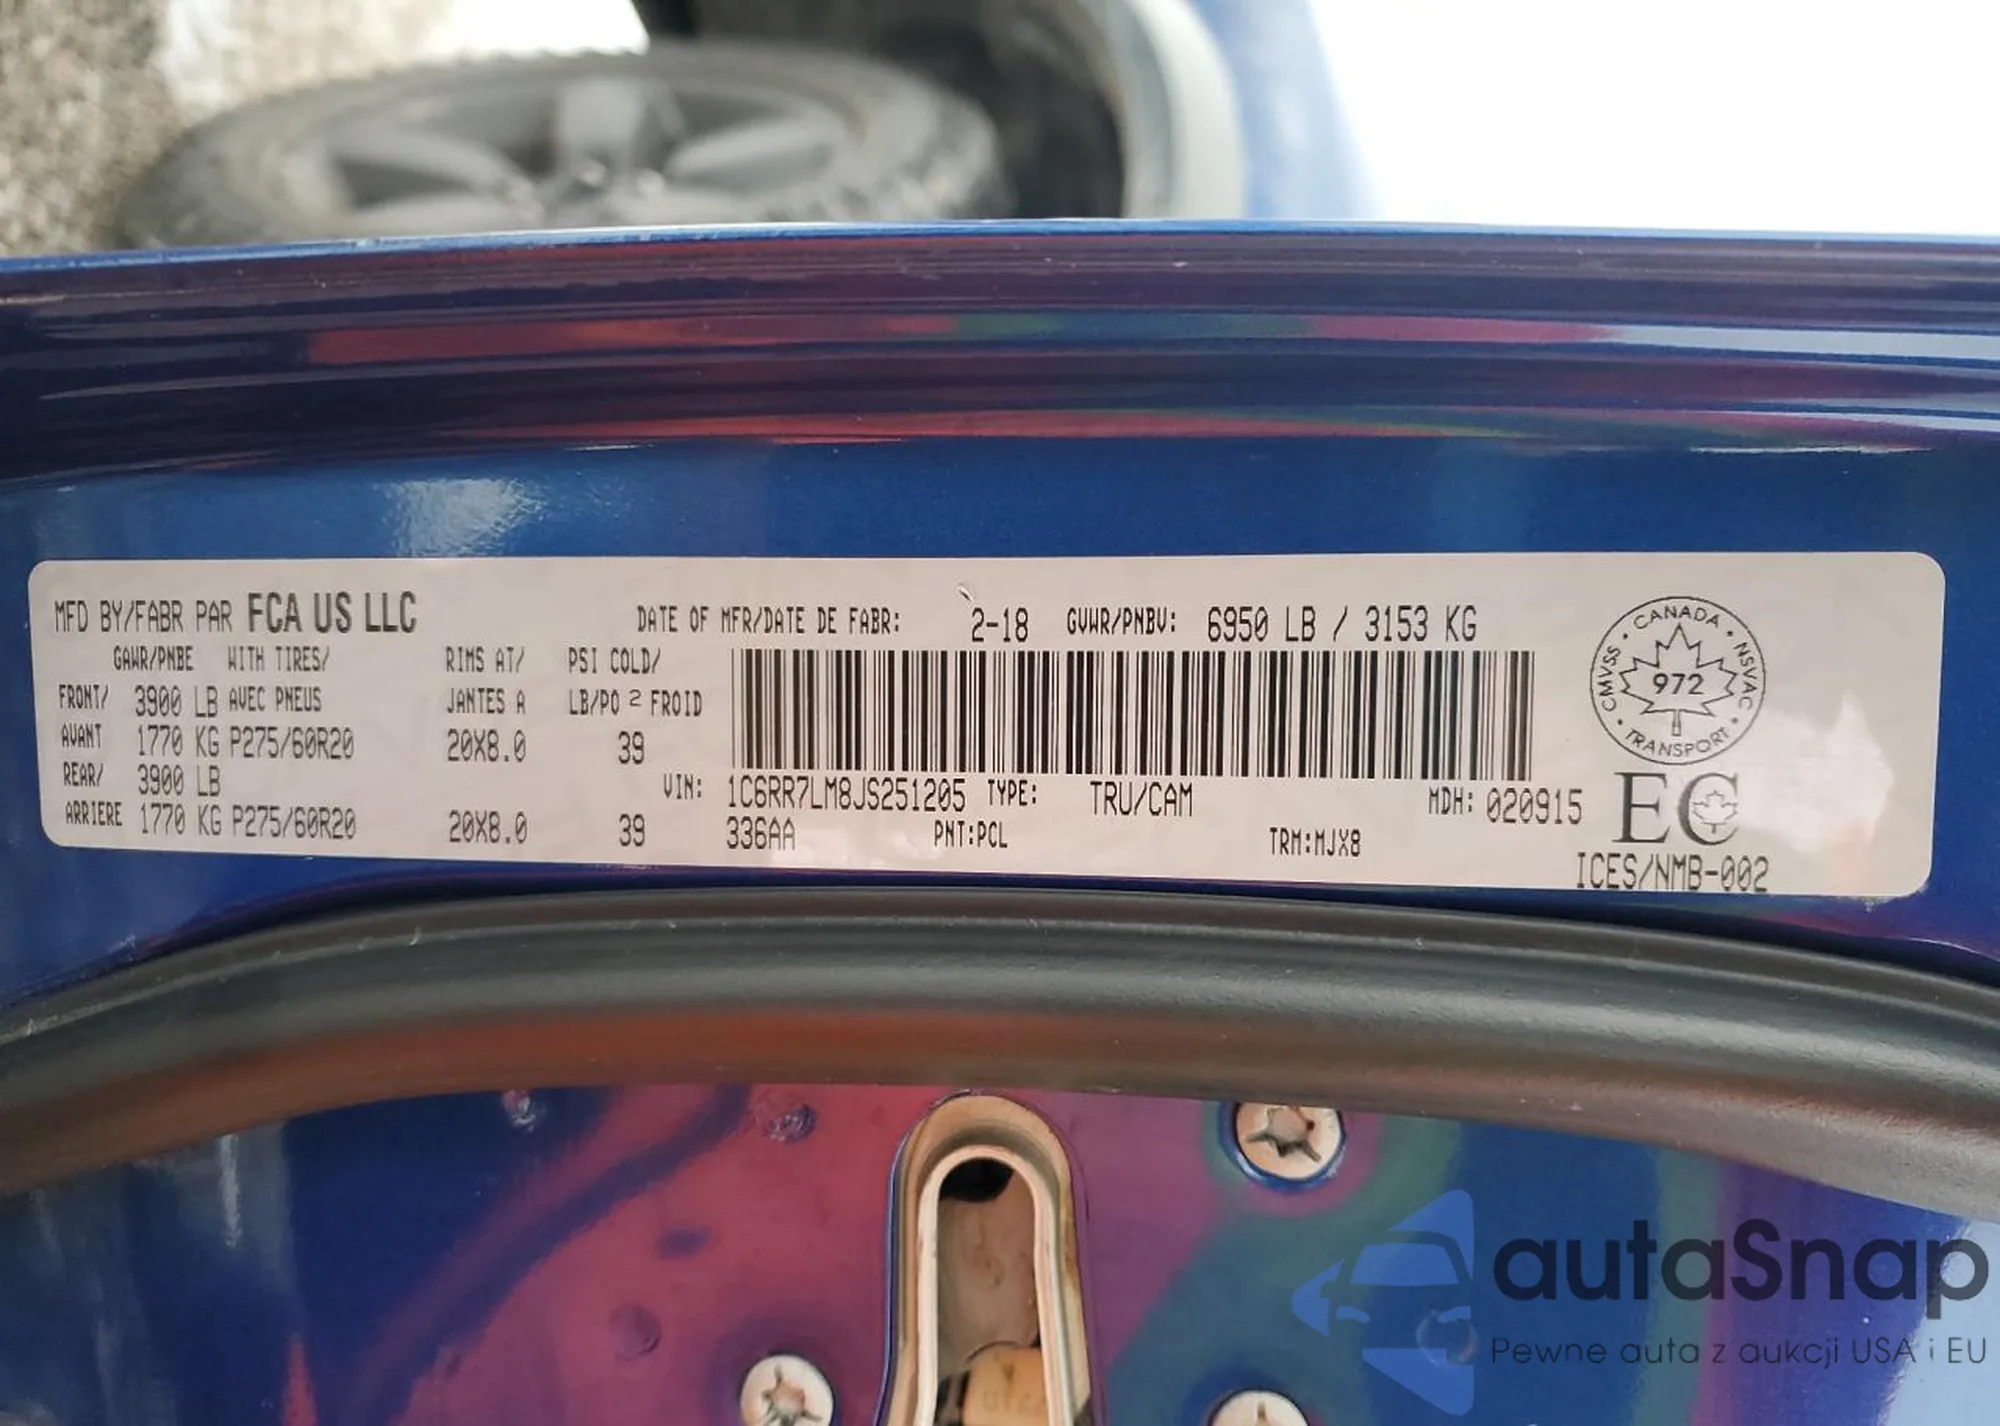 MFD BY/FABR PAR FCA US LLC DATE OF MFR/DATE DE FABR: 2-18 GVWR/PNBV: 6950 LB / 3153 KG
GAWR/PNBE WITH TIRES/ RIMS AT/ PSI COLD/
FRONT/ 3900 LB AVEC PNEUS JANTES A LB/PO 2 FROID
AVANT 1770 KG P275/60R20 20X8.0 39
REAR/ 3900 LB
ARRIERE 1770 KG P275/60R20 20X8.0 39
VIN: 1C6RR7LM8JS251205 TYPE: TRU/CAM MDH: 020915
336AA PNT:PCL TRM:MJX8
CANADA • NSVAC • TRANSPORT • CMVSS •
972
EC
ICES/NMB-002
autaSnap
Pewne auta z aukcji USA i EU